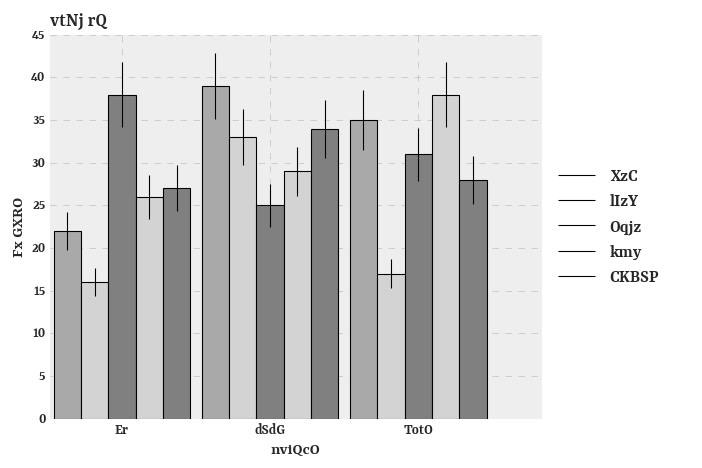 vtNj rQ
45
40
35
30
25
20
15
10
5
0
Fx GXRO
Er
dSdG
TotO
nviQcO
XzC
lIzY
Oqjz
kmy
CKBSP